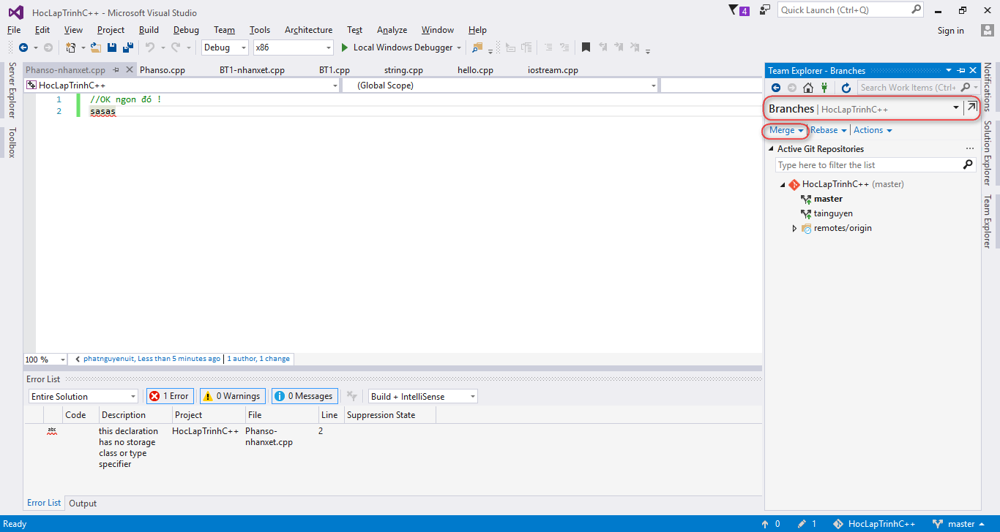 HocLapTrinhC++ - Microsoft Visual Studio
4
Quick Launch (Ctrl+Q)
File Edit View Project Build Debug Team Tools Architecture Test Analyze Window Help
Sign in
Debug x86 Local Windows Debugger
Server Explorer
Toolbox
Phanso-nhanxet.cpp Phanso.cpp BT1-nhanxet.cpp BT1.cpp string.cpp hello.cpp iostream.cpp
HocLapTrinhC++ (Global Scope)
1 //OK ngon đó !
2 sasas
100 % phatnguyenuit, Less than 5 minutes ago | 1 author, 1 change
Error List
Entire Solution 1 Error 0 Warnings 0 Messages Build + IntelliSense
Code Description Project File Line Suppression State
abc this declaration HocLapTrinhC++ Phanso- 2
has no storage nhanxet.cpp
class or type
specifier
Error List Output
Team Explorer - Branches
Search Work Items (Ctrl+
Branches | HocLapTrinhC++
Merge Rebase Actions
Active Git Repositories
Type here to filter the list
HocLapTrinhC++ (master)
master
tainguyen
remotes/origin
Notifications
Solution Explorer
Team Explorer
Ready 0 1 HocLapTrinhC++ master